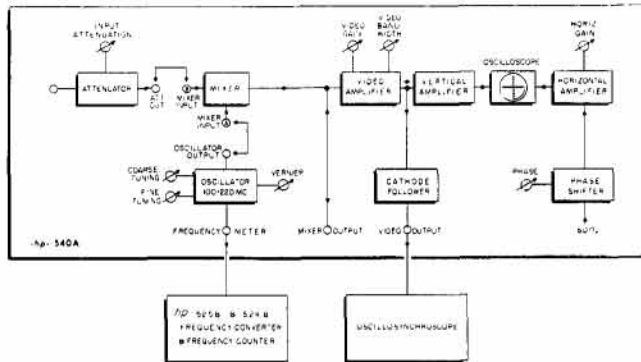 INPUT
ATTENUATION
VIDEO
GAIN
VIDEO
BAND
WIDTH
HORIZ
GAIN
OSCILLOSCOPE
ATTENUATOR
ATT
OUT
MIXER
INPUT
MIXER
VIDEO
AMPLIFIER
VERTICAL
AMPLIFIER
HORIZONTAL
AMPLIFIER
MIXER
INPUT
OSCILLATOR
OUTPUT
COARSE
TUNING
FINE
TUNING
OSCILLATOR
100-220MC
VERNIER
CATHODE
FOLLOWER
PHASE
PHASE
SHIFTER
-hp- 540A
FREQUENCY METER
MIXER OUTPUT
VIDEO OUTPUT
hp 525B & 524B
FREQUENCY CONVERTER
& FREQUENCY COUNTER
OSCILLOSYNCHROSCOPE